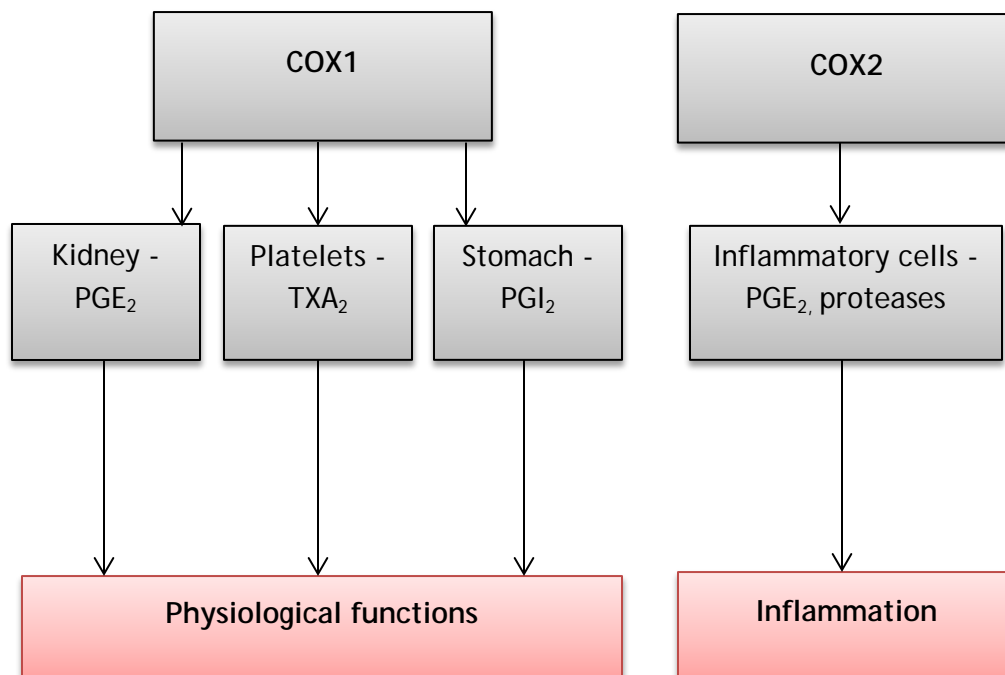 COX1
COX2
Kidney -
PGE₂
Platelets -
TXA₂
Stomach -
PGI₂
Inflammatory cells -
PGE₂, proteases
Physiological functions
Inflammation